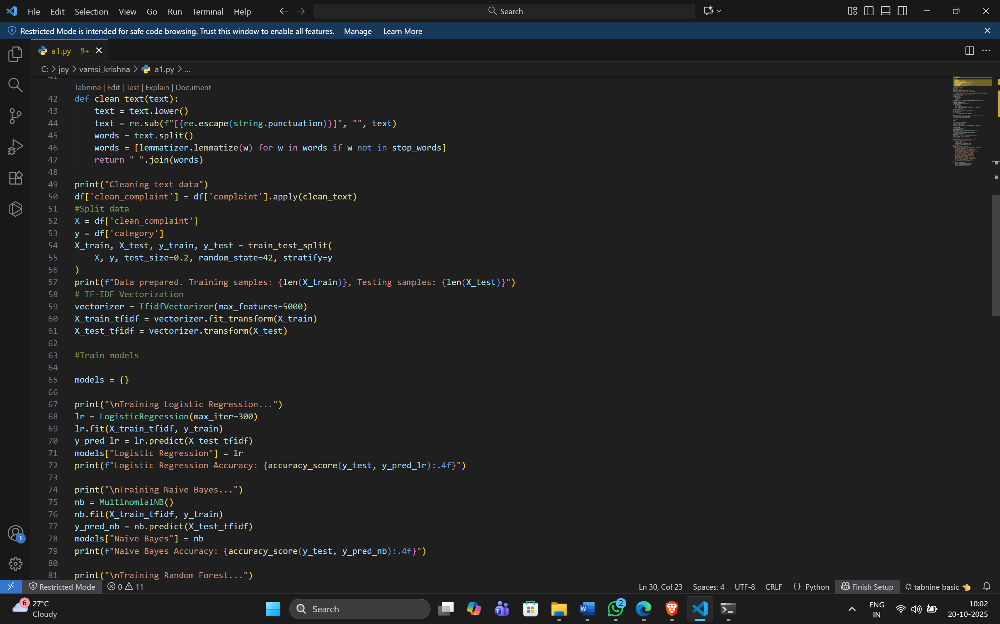 File Edit Selection View Go Run Terminal Help Search
Restricted Mode is intended for safe code browsing. Trust this window to enable all features. Manage Learn More
a1.py 9+
C: > jey > vamsi_krishna > a1.py > ...
41
Tabnine | Edit | Test | Explain | Document
42 def clean_text(text):
43     text = text.lower()
44     text = re.sub(f"[{re.escape(string.punctuation)}]", "", text)
45     words = text.split()
46     words = [lemmatizer.lemmatize(w) for w in words if w not in stop_words]
47     return " ".join(words)
48
49 print("Cleaning text data")
50 df['clean_complaint'] = df['complaint'].apply(clean_text)
51 #Split data
52 X = df['clean_complaint']
53 y = df['category']
54 X_train, X_test, y_train, y_test = train_test_split(
55     X, y, test_size=0.2, random_state=42, stratify=y
56 )
57 print(f"Data prepared. Training samples: {len(X_train)}, Testing samples: {len(X_test)}")
58 # TF-IDF Vectorization
59 vectorizer = TfidfVectorizer(max_features=5000)
60 X_train_tfidf = vectorizer.fit_transform(X_train)
61 X_test_tfidf = vectorizer.transform(X_test)
62
63 #Train models
64
65 models = {}
66
67 print("\nTraining Logistic Regression...")
68 lr = LogisticRegression(max_iter=300)
69 lr.fit(X_train_tfidf, y_train)
70 y_pred_lr = lr.predict(X_test_tfidf)
71 models["Logistic Regression"] = lr
72 print(f"Logistic Regression Accuracy: {accuracy_score(y_test, y_pred_lr):.4f}")
73
74 print("\nTraining Naive Bayes...")
75 nb = MultinomialNB()
76 nb.fit(X_train_tfidf, y_train)
77 y_pred_nb = nb.predict(X_test_tfidf)
78 models["Naive Bayes"] = nb
79 print(f"Naive Bayes Accuracy: {accuracy_score(y_test, y_pred_nb):.4f}")
80
81 print("\nTraining Random Forest...")
1
Restricted Mode 0 11 Ln 30, Col 23 Spaces: 4 UTF-8 CRLF {} Python Finish Setup tabnine basic
6 27°C Search 2 ENG 10:02
Cloudy IN 20-10-2025